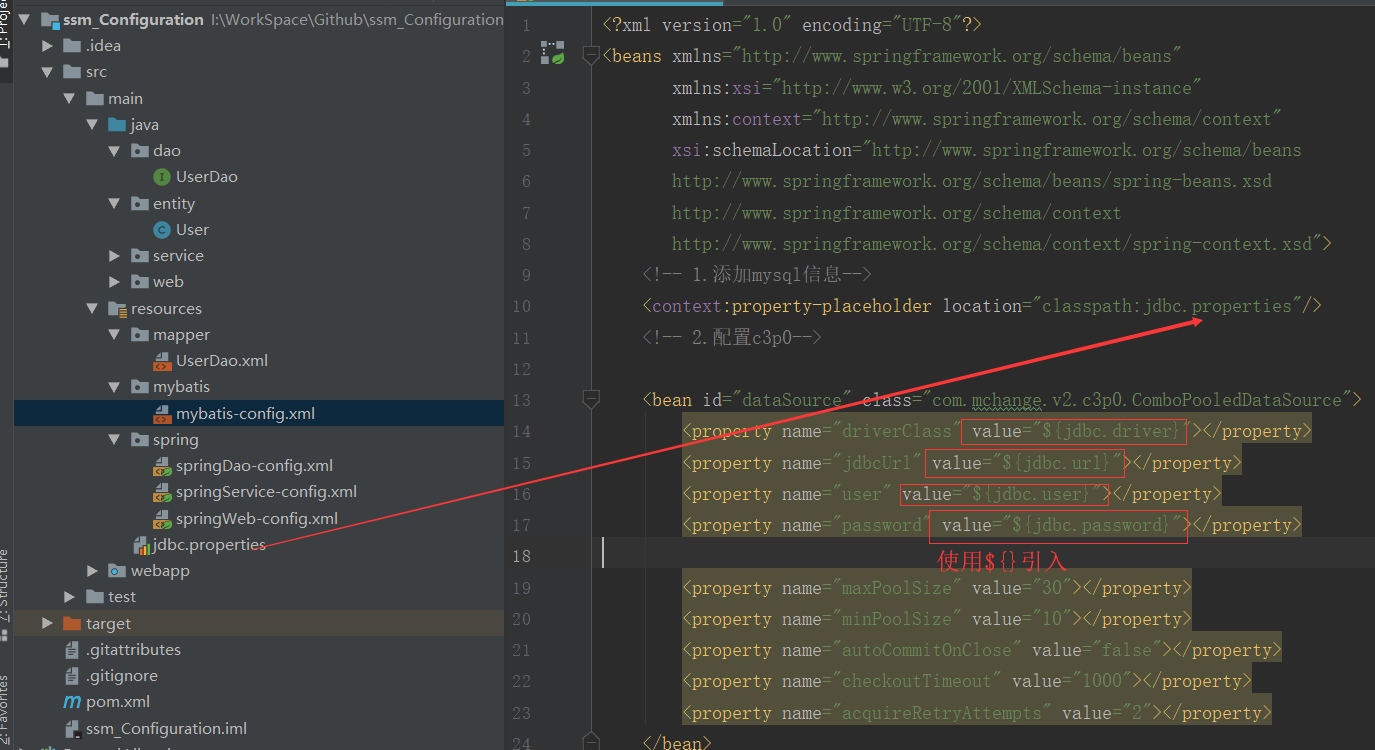 ssm_Configuration I:\WorkSpace\Github\ssm_Configuration
.idea
src
main
java
dao
UserDao
entity
User
service
web
resources
mapper
UserDao.xml
mybatis
mybatis-config.xml
spring
springDao-config.xml
springService-config.xml
springWeb-config.xml
jdbc.properties
webapp
test
target
.gitattributes
.gitignore
pom.xml
ssm_Configuration.iml
7: Structure
2: Favorites
1 <?xml version="1.0" encoding="UTF-8"?>
2 <beans xmlns="http://www.springframework.org/schema/beans"
3 xmlns:xsi="http://www.w3.org/2001/XMLSchema-instance"
4 xmlns:context="http://www.springframework.org/schema/context"
5 xsi:schemaLocation="http://www.springframework.org/schema/beans
6 http://www.springframework.org/schema/beans/spring-beans.xsd
7 http://www.springframework.org/schema/context
8 http://www.springframework.org/schema/context/spring-context.xsd">
9 <!-- 1.添加mysql信息-->
10 <context:property-placeholder location="classpath:jdbc.properties"/>
11 <!-- 2.配置c3p0-->
12
13 <bean id="dataSource" class="com.mchange.v2.c3p0.ComboPooledDataSource">
14 <property name="driverClass" value="${jdbc.driver}"></property>
15 <property name="jdbcUrl" value="${jdbc.url}"></property>
16 <property name="user" value="${jdbc.user}"></property>
17 <property name="password" value="${jdbc.password}"></property>
18
使用${}引入
19 <property name="maxPoolSize" value="30"></property>
20 <property name="minPoolSize" value="10"></property>
21 <property name="autoCommitOnClose" value="false"></property>
22 <property name="checkoutTimeout" value="1000"></property>
23 <property name="acquireRetryAttempts" value="2"></property>
24 </bean>